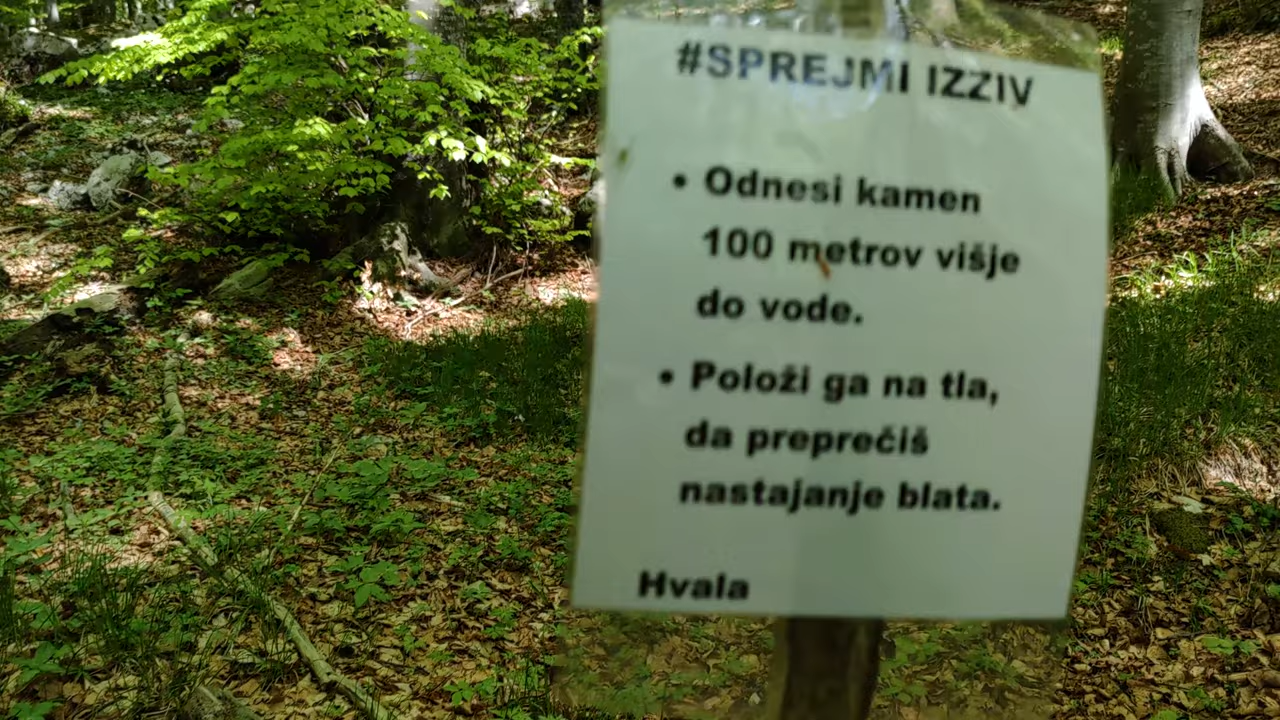 #SPREJMI IZZIV
• Odnesi kamen
100 metrov višje
do vode.
• Položi ga na tla,
da preprečiš
nastajanje blata.
Hvala